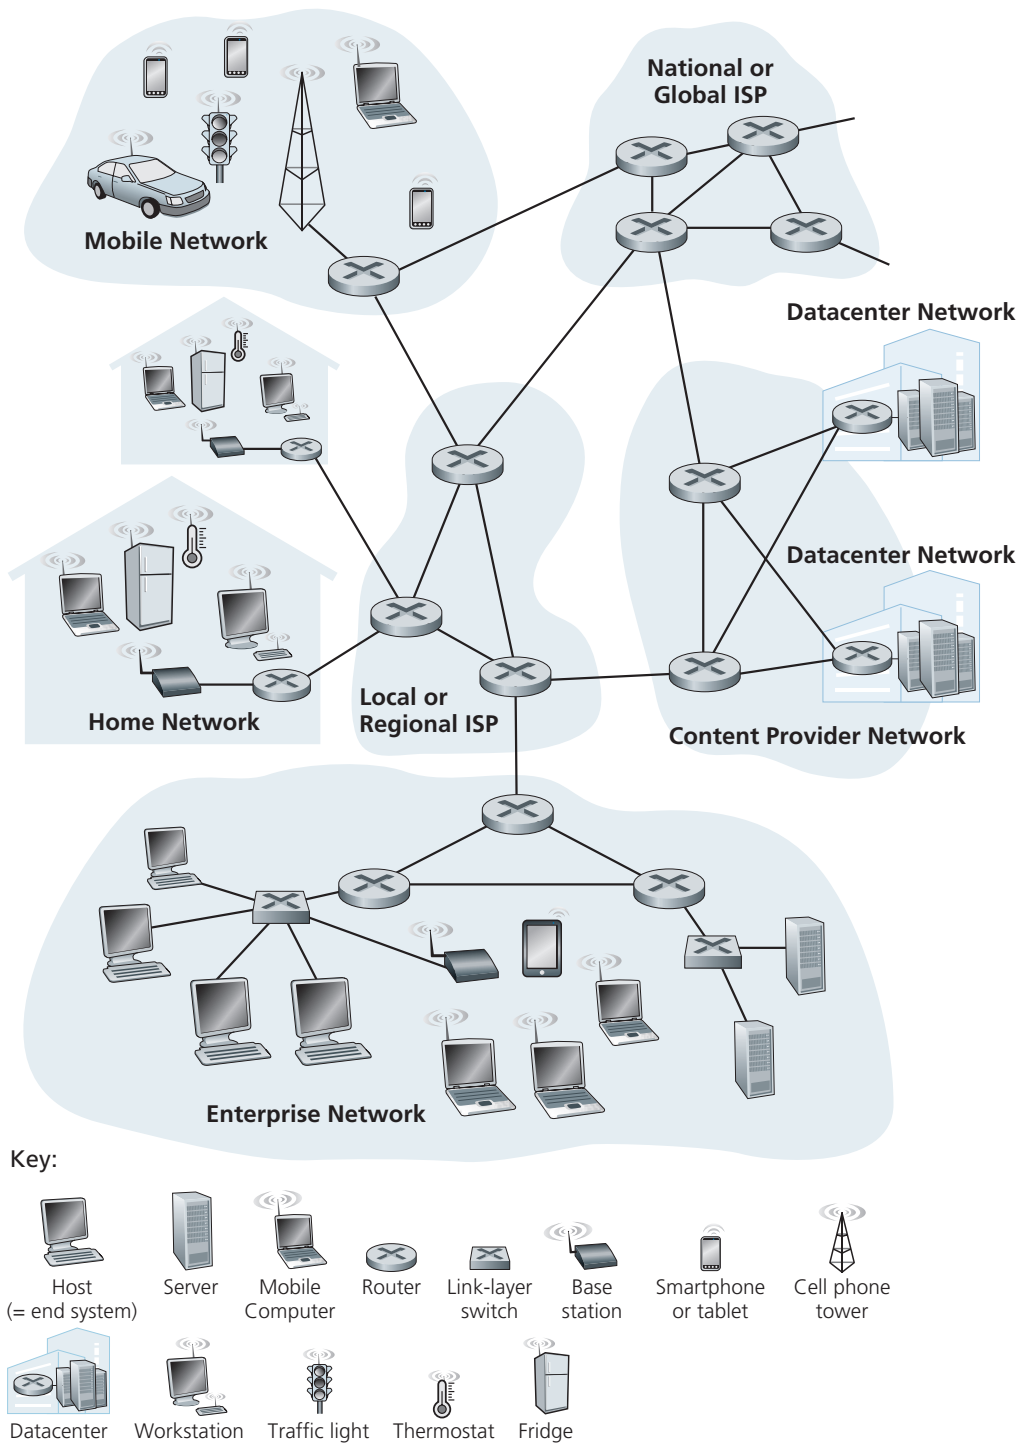 National or
Global ISP
Mobile Network
Datacenter Network
Datacenter Network
Home Network
Local or
Regional ISP
Content Provider Network
Enterprise Network
Key:
Host
(= end system)
Server
Mobile
Computer
Router
Link-layer
switch
Base
station
Smartphone
or tablet
Cell phone
tower
Datacenter
Workstation
Traffic light
Thermostat
Fridge